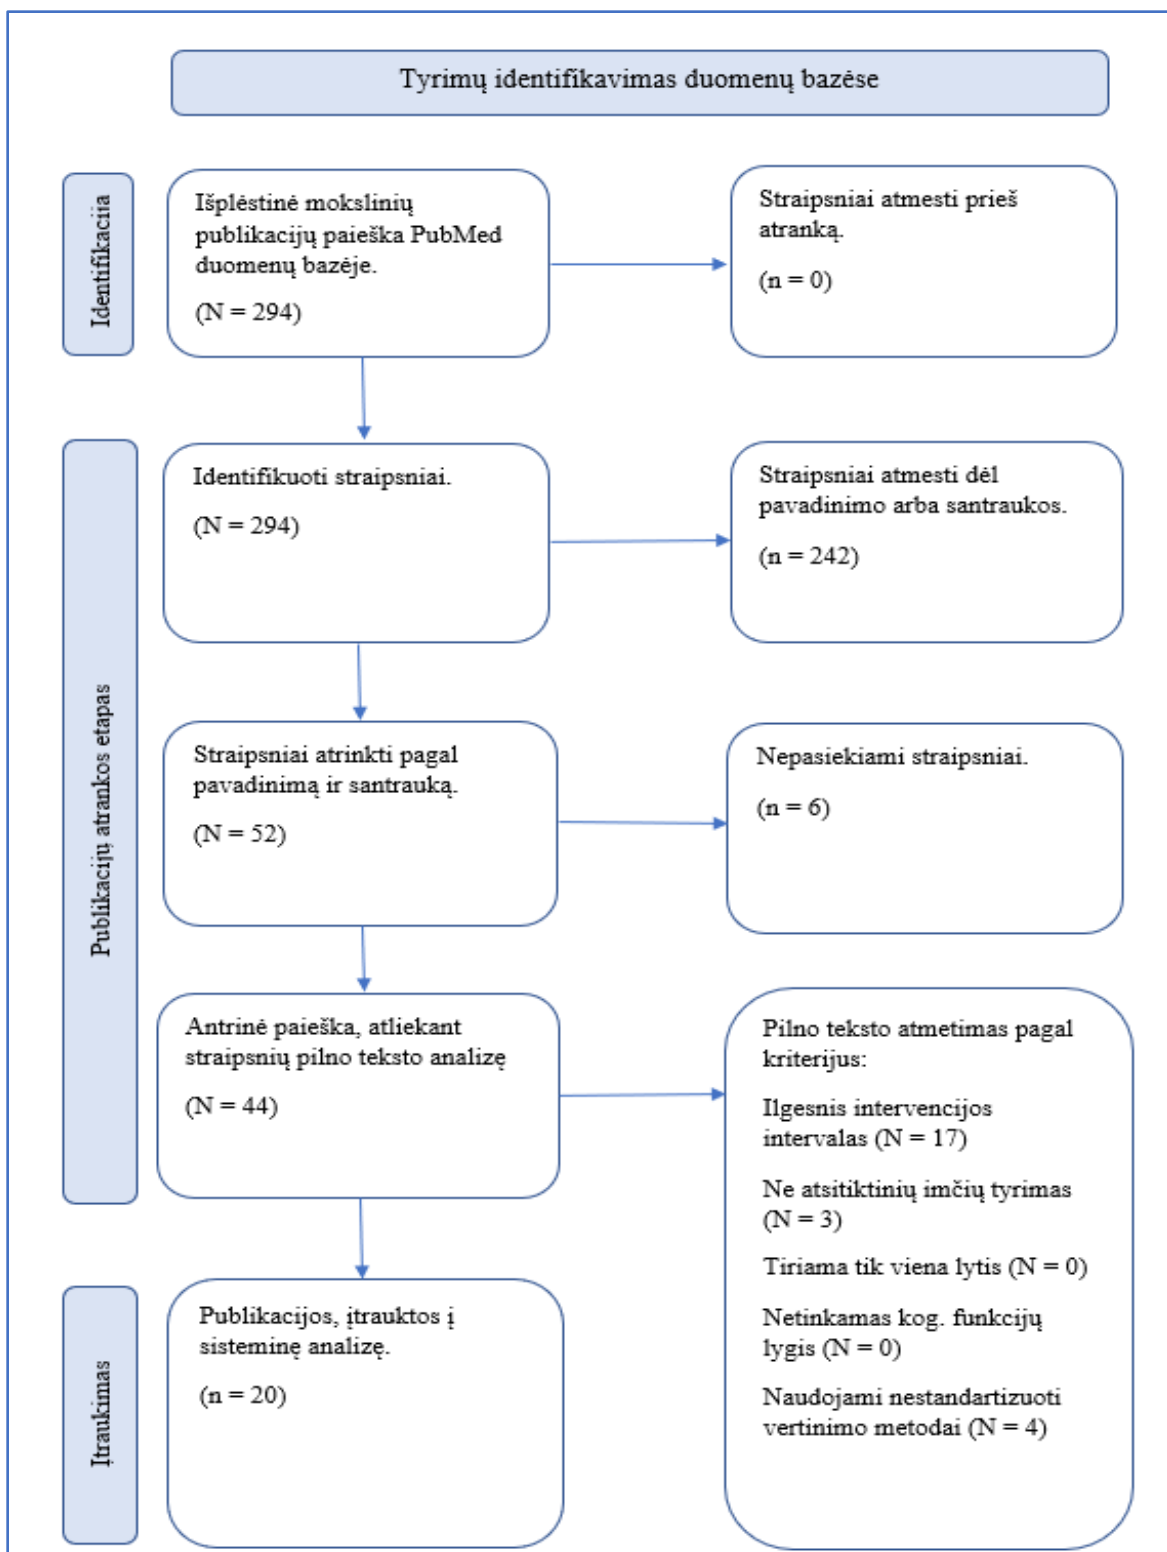 Tyrimų identifikavimas duomenų bazėse
Identifikacija
Išplėstinė mokslinių
publikacijų paieška PubMed
duomenų bazėje.
(N = 294)
Straipsniai atmesti prieš
atranką.
(n = 0)
Publikacijų atrankos etapas
Identifikuoti straipsniai.
(N = 294)
Straipsniai atmesti dėl
pavadinimo arba santraukos.
(n = 242)
Straipsniai atrinkti pagal
pavadinimą ir santrauką.
(N = 52)
Nepasiekiami straipsniai.
(n = 6)
Antrinė paieška, atliekant
straipsnių pilno teksto analizę
(N = 44)
Pilno teksto atmetimas pagal
kriterijus:
Ilgesnis intervencijos
intervalas (N = 17)
Ne atsitiktinių imčių tyrimas
(N = 3)
Tiriama tik viena lytis (N = 0)
Netinkamas kog. funkcijų
lygis (N = 0)
Naudojami nestandartizuoti
vertinimo metodai (N = 4)
Įtraukimas
Publikacijos, įtrauktos į
sisteminę analizę.
(n = 20)